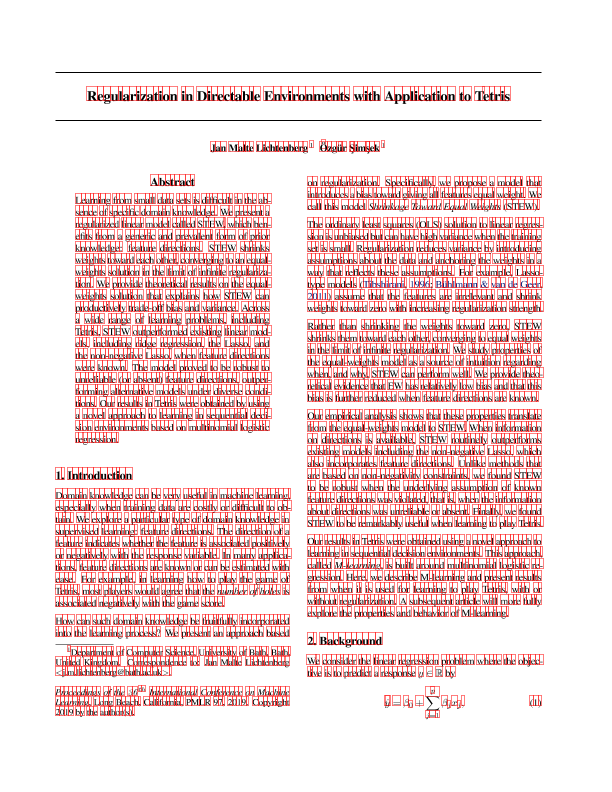 Regularization in Directable Environments with Application to Tetris
Jan Malte Lichtenberg 1 Özgür Şimşek 1
Abstract
Learning from small data sets is difficult in the ab-
sence of specific domain knowledge. We present a
regularized linear model called STEW, which ben-
efits from a generic and prevalent form of prior
knowledge: feature directions. STEW shrinks
weights toward each other, converging to an equal-
weights solution in the limit of infinite regulariza-
tion. We provide theoretical results on the equal-
weights solution that explains how STEW can
productively trade-off bias and variance. Across
a wide range of learning problems, including
Tetris, STEW outperformed existing linear mod-
els, including ridge regression, the Lasso, and
the non-negative Lasso, when feature directions
were known. The model proved to be robust to
unreliable (or absent) feature directions, outper-
forming alternative models under diverse condi-
tions. Our results in Tetris were obtained by using
a novel approach to learning in sequential deci-
sion environments based on multinomial logistic
regression.
1. Introduction
Domain knowledge can be very useful in machine learning,
especially when training data are costly or difficult to ob-
tain. We explore a particular type of domain knowledge in
supervised learning: feature directions. The direction of a
feature indicates whether the feature is associated positively
or negatively with the response variable. In many applica-
tions, feature directions are known or can be estimated with
ease. For example, in learning how to play the game of
Tetris, most players would agree that the number of holes is
associated negatively with the game score.
How can such domain knowledge be fruitfully incorporated
into the learning process? We present an approach based
1Department of Computer Science, University of Bath, Bath,
United Kingdom. Correspondence to: Jan Malte Lichtenberg
<j.m.lichtenberg@bath.ac.uk>.
Proceedings of the 36th International Conference on Machine
Learning, Long Beach, California, PMLR 97, 2019. Copyright
2019 by the author(s).
on regularization. Specifically, we propose a model that
introduces a bias toward giving all features equal weight. We
call this model Shrinkage Toward Equal Weights (STEW).
The ordinary least squares (OLS) solution to linear regres-
sion is unbiased but can have high variance when the training
set is small. Regularization reduces variance by introducing
assumptions about the data and anchoring the weights in a
way that reflects these assumptions. For example, Lasso-
type models (Tibshirani, 1996; Bühlmann & van de Geer,
2011) assume that the features are irrelevant and shrink
weights toward zero with increasing regularization strength.
Rather than shrinking the weights toward zero, STEW
shrinks them toward each other, converging to equal weights
in the limit of infinite regularization. We study properties of
the equal-weights model as a source of intuition regarding
when, and why, STEW can perform well. We provide theo-
retical evidence that EW has relatively low bias and that this
bias is further reduced when feature directions are known.
Our empirical analysis shows that these properties translate
from the equal-weights model to STEW. When information
on directions is available, STEW routinely outperforms
existing models including the non-negative Lasso, which
also incorporates feature directions. Unlike methods that
are based on non-negativity constraints, we found STEW
to be robust when the underlying assumption of known
feature directions was violated, that is, when the information
about directions was unreliable or absent. Finally, we found
STEW to be remarkably useful when learning to play Tetris.
Our results in Tetris were obtained using a novel approach to
learning in sequential decision environments. This approach,
called M-learning, is built around multinomial logistic re-
gression. Here, we describe M-learning and present results
from when it is used for learning to play Tetris, with or
without regularization. A subsequent article will more fully
explore the properties and behavior of M-learning.
2. Background
We consider the linear regression problem where the objec-
tive is to predict a response y ∈ ℝ by